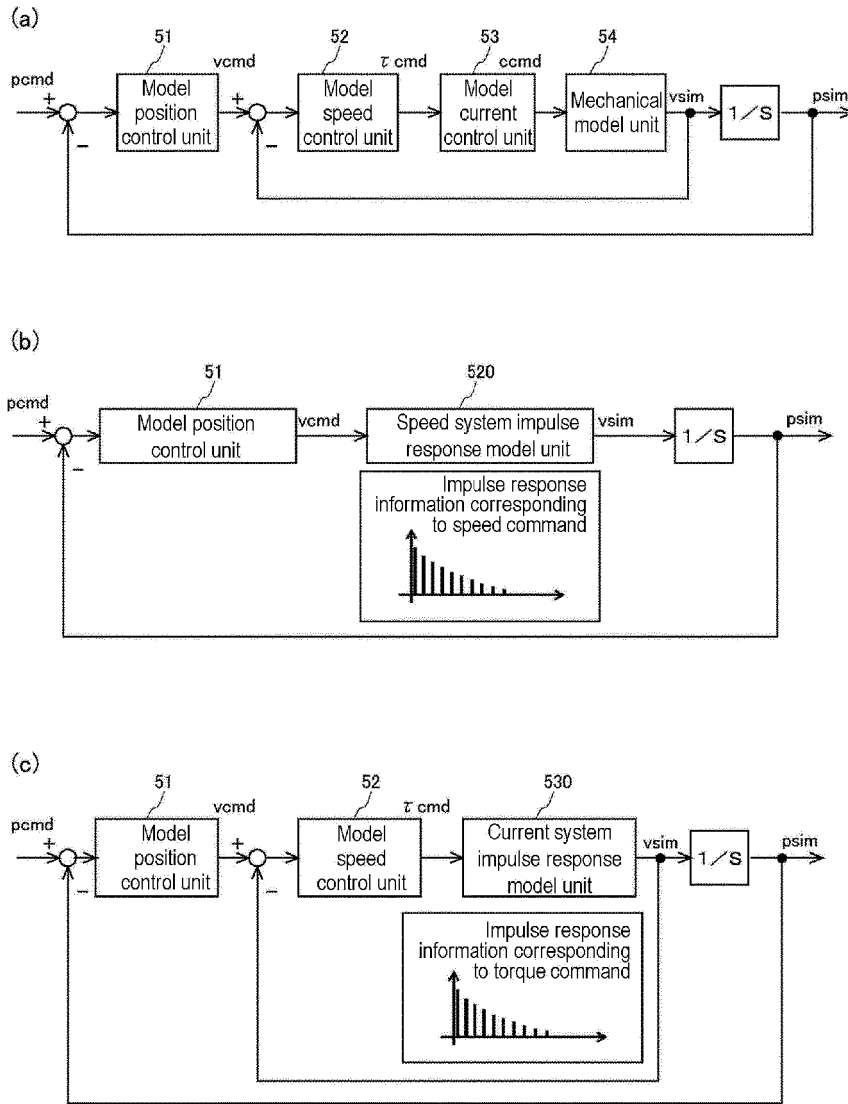 (a)
51
52
53
54
pcmd
vcmd
τ cmd
ccmd
vsim
psim
+
−
Model
position
control unit
+
−
Model
speed
control unit
Model
current
control unit
Mechanical
model unit
1/S
(b)
51
520
pcmd
vcmd
vsim
psim
+
−
Model position
control unit
Speed system impulse
response model unit
1/S
Impulse response
information corresponding
to speed command
(c)
51
52
530
pcmd
vcmd
τ cmd
vsim
psim
+
−
Model
position
control unit
+
−
Model
speed
control unit
Current system
impulse response
model unit
1/S
Impulse response
information corresponding
to torque command